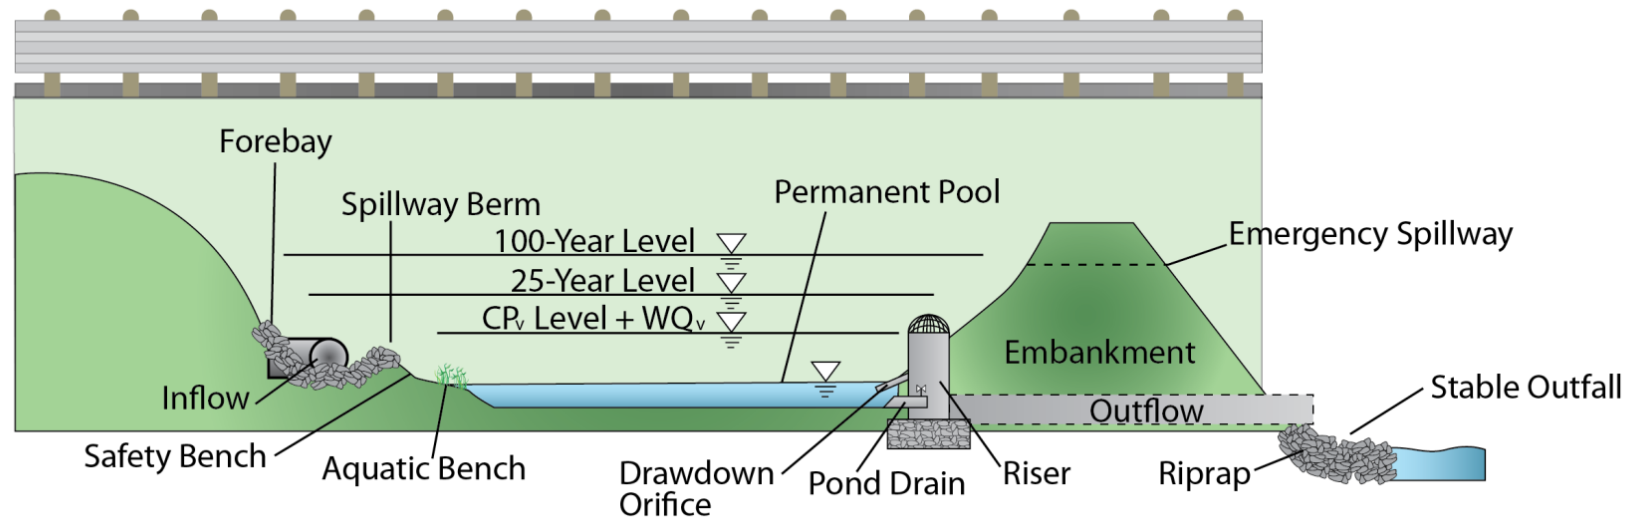 Forebay
Spillway Berm
Permanent Pool
100-Year Level
Emergency Spillway
25-Year Level
CPv Level + WQv
Embankment
Inflow
Stable Outfall
Outflow
Safety Bench
Aquatic Bench
Drawdown
Orifice
Pond Drain
Riser
Riprap